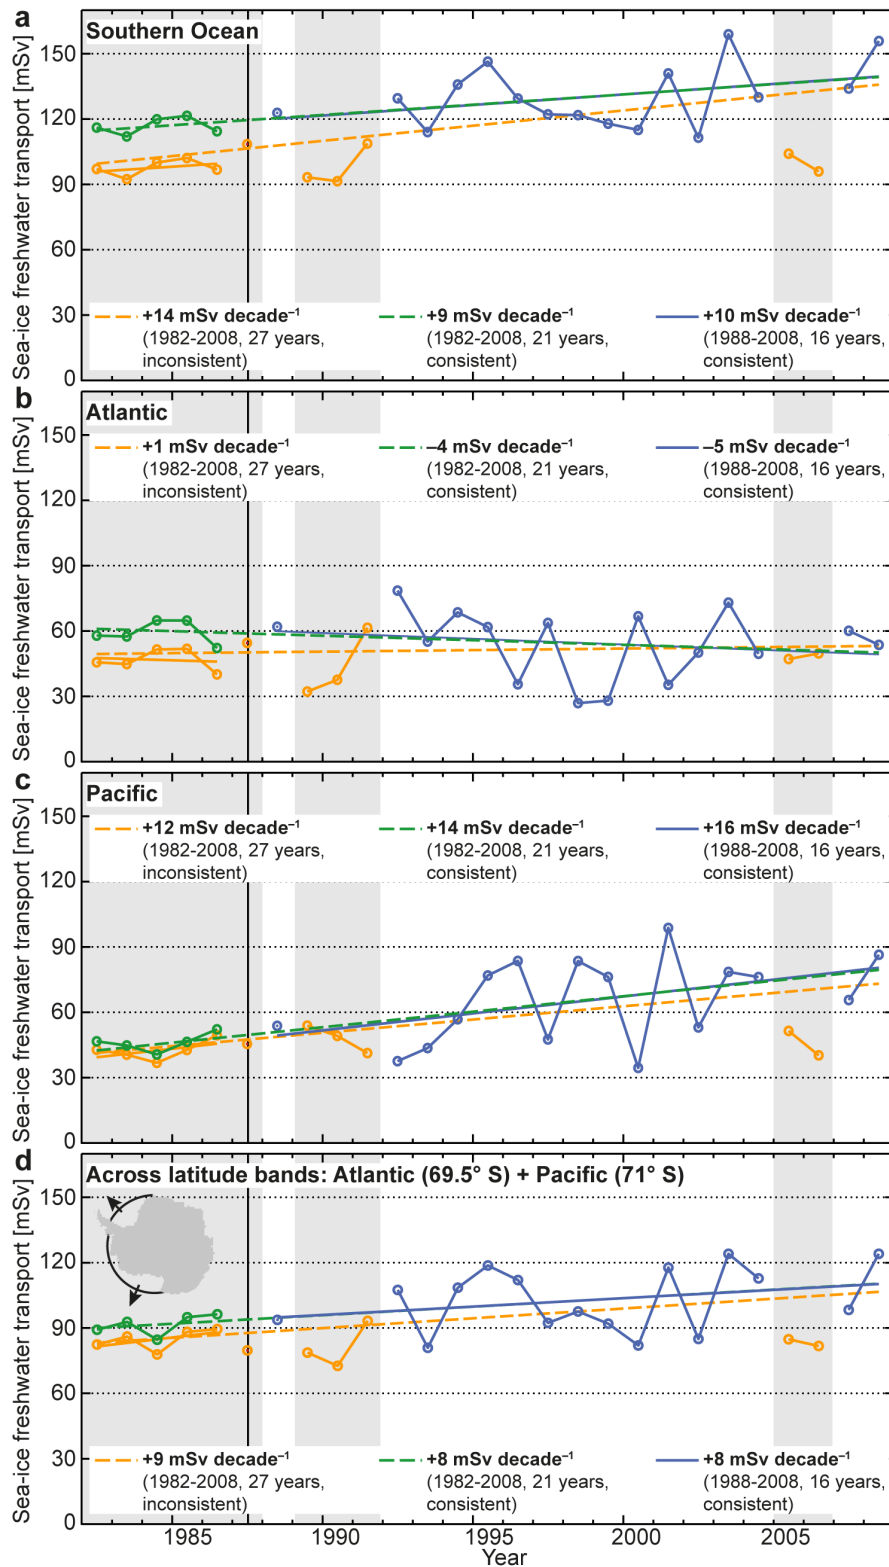 a
Southern Ocean
Sea-ice freshwater transport [mSv]
150
120
90
60
30
0
+14 mSv decade⁻¹
(1982-2008, 27 years,
inconsistent)
+9 mSv decade⁻¹
(1982-2008, 21 years,
consistent)
+10 mSv decade⁻¹
(1988-2008, 16 years,
consistent)
b
Atlantic
Sea-ice freshwater transport [mSv]
150
120
90
60
30
0
+1 mSv decade⁻¹
(1982-2008, 27 years,
inconsistent)
–4 mSv decade⁻¹
(1982-2008, 21 years,
consistent)
–5 mSv decade⁻¹
(1988-2008, 16 years,
consistent)
c
Pacific
Sea-ice freshwater transport [mSv]
150
120
90
60
30
0
+12 mSv decade⁻¹
(1982-2008, 27 years,
inconsistent)
+14 mSv decade⁻¹
(1982-2008, 21 years,
consistent)
+16 mSv decade⁻¹
(1988-2008, 16 years,
consistent)
d
Across latitude bands: Atlantic (69.5° S) + Pacific (71° S)
Sea-ice freshwater transport [mSv]
150
120
90
60
30
0
+9 mSv decade⁻¹
(1982-2008, 27 years,
inconsistent)
+8 mSv decade⁻¹
(1982-2008, 21 years,
consistent)
+8 mSv decade⁻¹
(1988-2008, 16 years,
consistent)
1985 1990 1995 2000 2005
Year